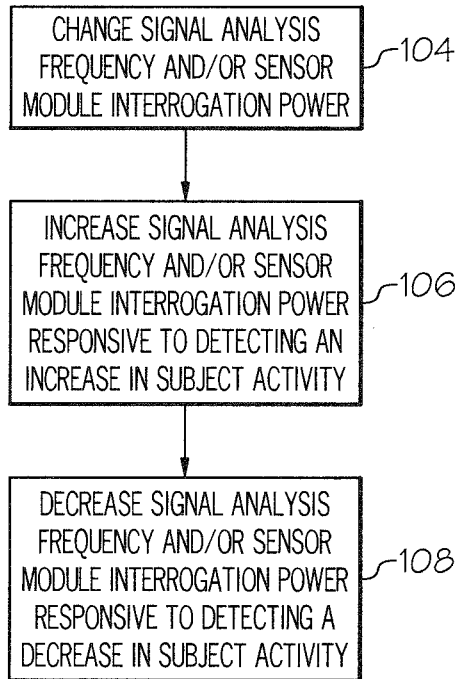 CHANGE SIGNAL ANALYSIS
FREQUENCY AND/OR SENSOR
MODULE INTERROGATION POWER
104
INCREASE SIGNAL ANALYSIS
FREQUENCY AND/OR SENSOR
MODULE INTERROGATION POWER
RESPONSIVE TO DETECTING AN
INCREASE IN SUBJECT ACTIVITY
106
DECREASE SIGNAL ANALYSIS
FREQUENCY AND/OR SENSOR
MODULE INTERROGATION POWER
RESPONSIVE TO DETECTING A
DECREASE IN SUBJECT ACTIVITY
108